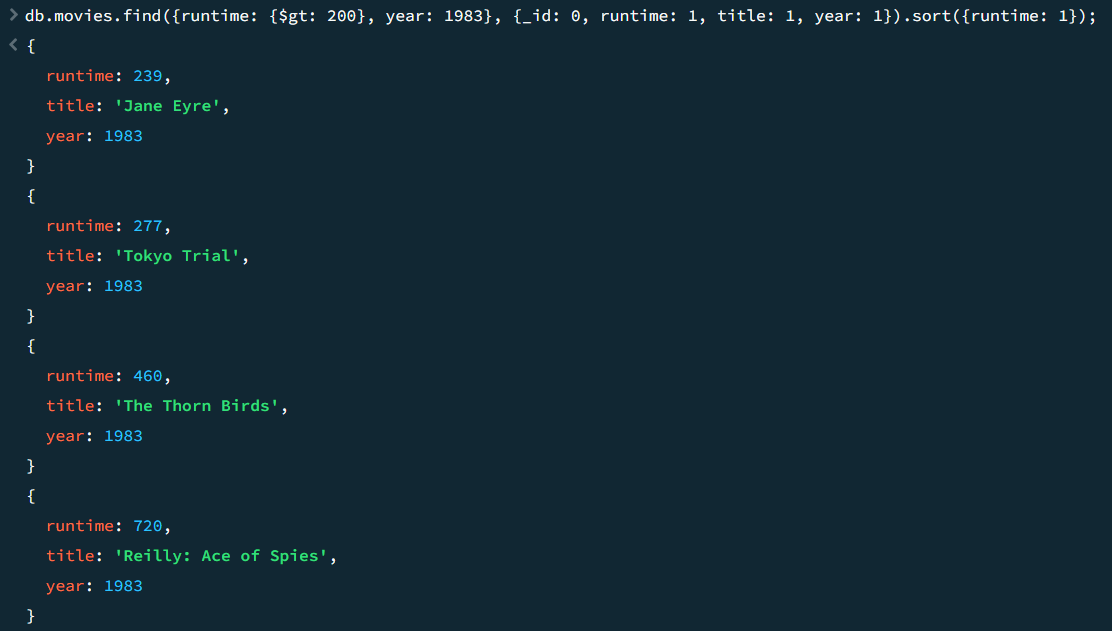 > db.movies.find({runtime: {$gt: 200}, year: 1983}, {_id: 0, runtime: 1, title: 1, year: 1}).sort({runtime: 1});
< {
runtime: 239,
title: 'Jane Eyre',
year: 1983
}
{
runtime: 277,
title: 'Tokyo Trial',
year: 1983
}
{
runtime: 460,
title: 'The Thorn Birds',
year: 1983
}
{
runtime: 720,
title: 'Reilly: Ace of Spies',
year: 1983
}